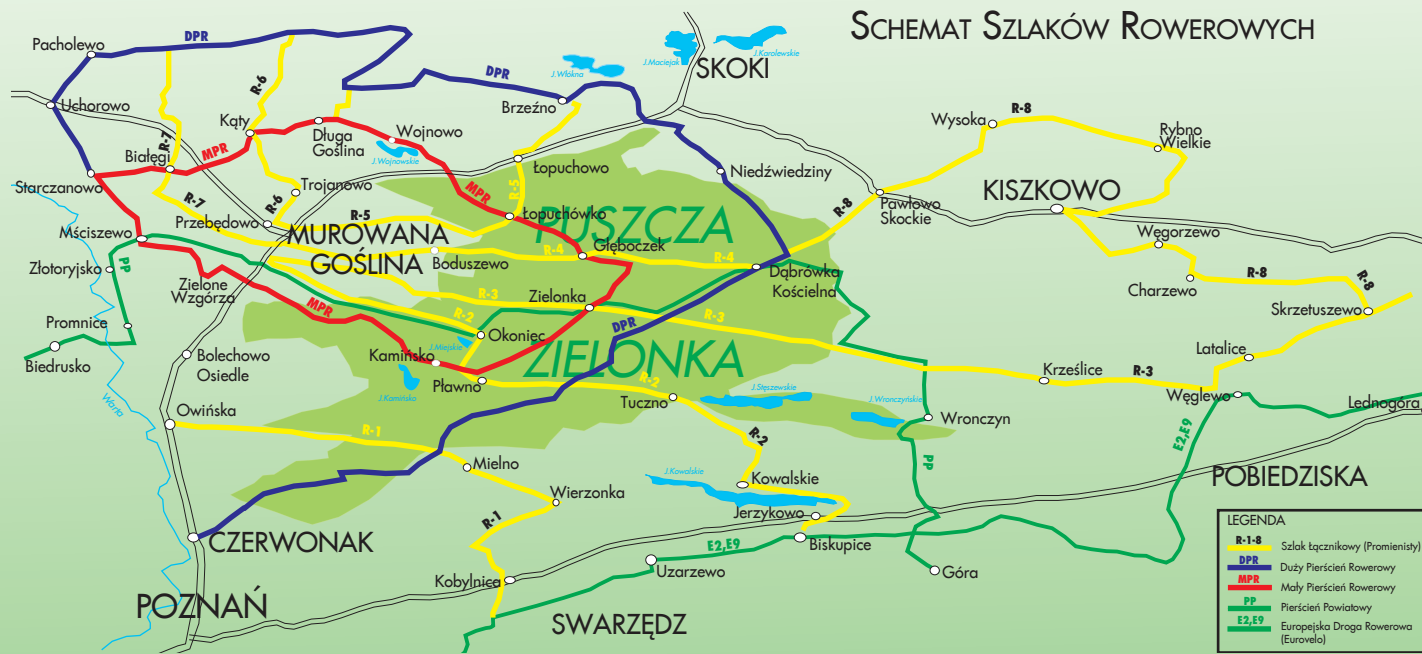 SCHEMAT SZLAKÓW ROWEROWYCH
Pacholewo
DPR
R-6
J.Włókna
J.Maciejak
J.Karolewskie
SKOKI
DPR
Uchorowo
Kąty
Brzeźno
R-7
Długa
Goślina
Wojnowo
J.Wojnowskie
Wysoka
R-8
Rybno
Wielkie
Białęgi
MPR
Łopuchowo
Niedźwiedziny
Starczanowo
Trojanowo
MPR
R-5
R-8
Pawłowo
Skockie
KISZKOWO
R-7
R-6
Przebędowo
R-5
Łopuchówko
PUSZCZA
Mściszewo
MUROWANA
GOŚLINA
Boduszewo
R-4
Głęboczek
R-4
Węgorzewo
Złotoryjsko
PP
Zielone
Wzgórza
Dąbrówka
Kościelna
Charzewo
R-8
R-8
MPR
R-3
Zielonka
R-3
Skrzetuszewo
Promnice
R-2
DPR
Okoniec
Biedrusko
Bolechowo
Osiedle
Kamińsko
J.Miejskie
ZIELONKA
Latalice
J.Kamińsko
Pławno
R-2
Krześlice
R-3
Warta
Owińska
Tuczno
J.Stęszewskie
J.Wronczyńskie
Węglewo
Lednogóra
R-1
R-2
Wronczyn
E2,E9
Mielno
J.Kowalskie
PP
Kowalskie
POBIEDZISKA
Wierzonka
R-1
Jerzykowo
CZERWONAK
E2,E9
Biskupice
Kobylnica
Uzarzewo
Góra
POZNAŃ
SWARZĘDZ
LEGENDA
R-1-8 Szlak Łącznikowy (Promienisty)
DPR Duży Pierścień Rowerowy
MPR Mały Pierścień Rowerowy
PP Pierścień Powiatowy
E2,E9 Europejska Droga Rowerowa
(Eurovelo)